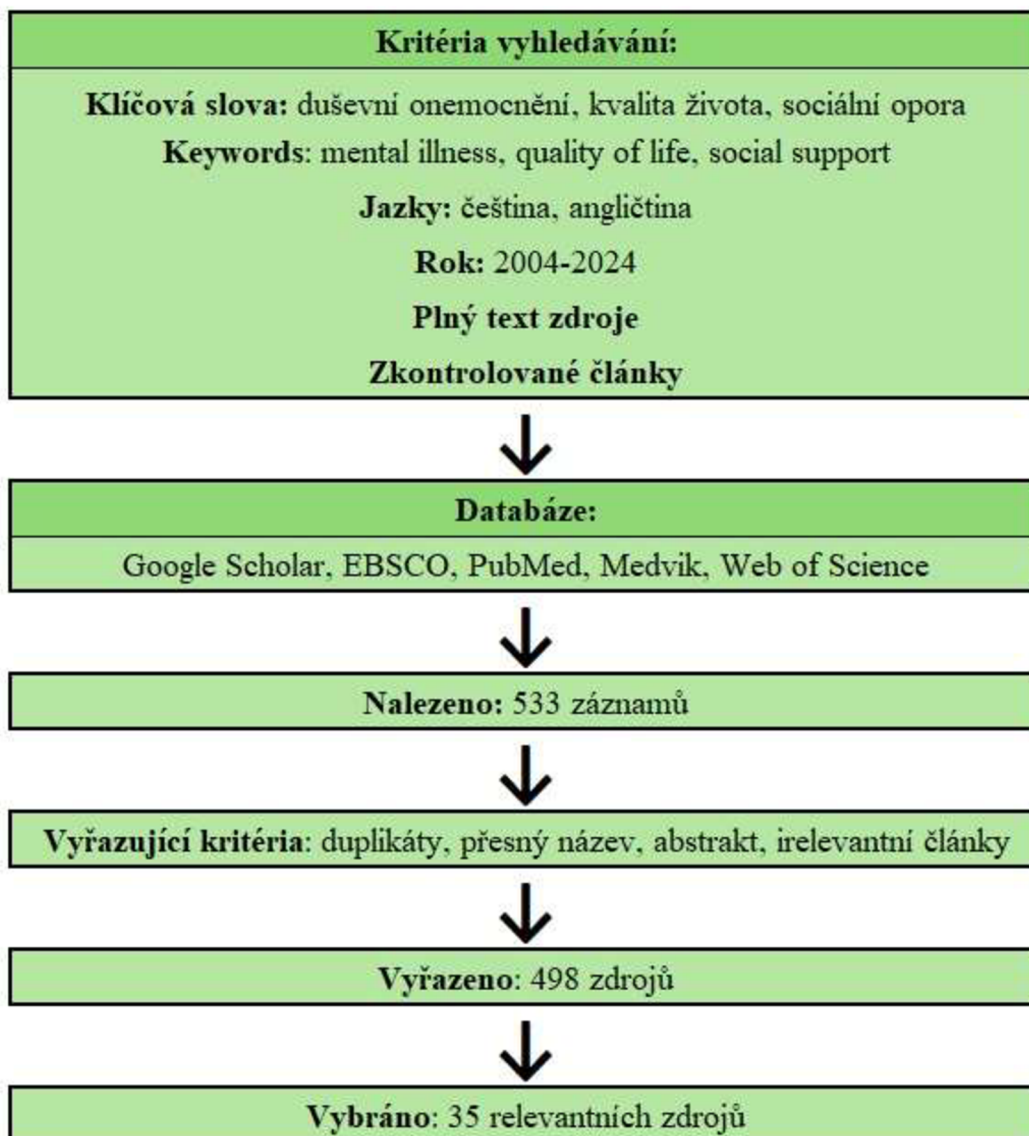 Kritéria vyhledávání:
Klíčová slova: duševní onemocnění, kvalita života, sociální opora
Keywords: mental illness, quality of life, social support
Jazky: čeština, angličtina
Rok: 2004-2024
Plný text zdroje
Zkontrolované články
Databáze:
Google Scholar, EBSCO, PubMed, Medvik, Web of Science
Nalezeno: 533 záznamů
Vyřazující kritéria: duplikáty, přesný název, abstrakt, irelevantní články
Vyřazeno: 498 zdrojů
Vybráno: 35 relevantních zdrojů